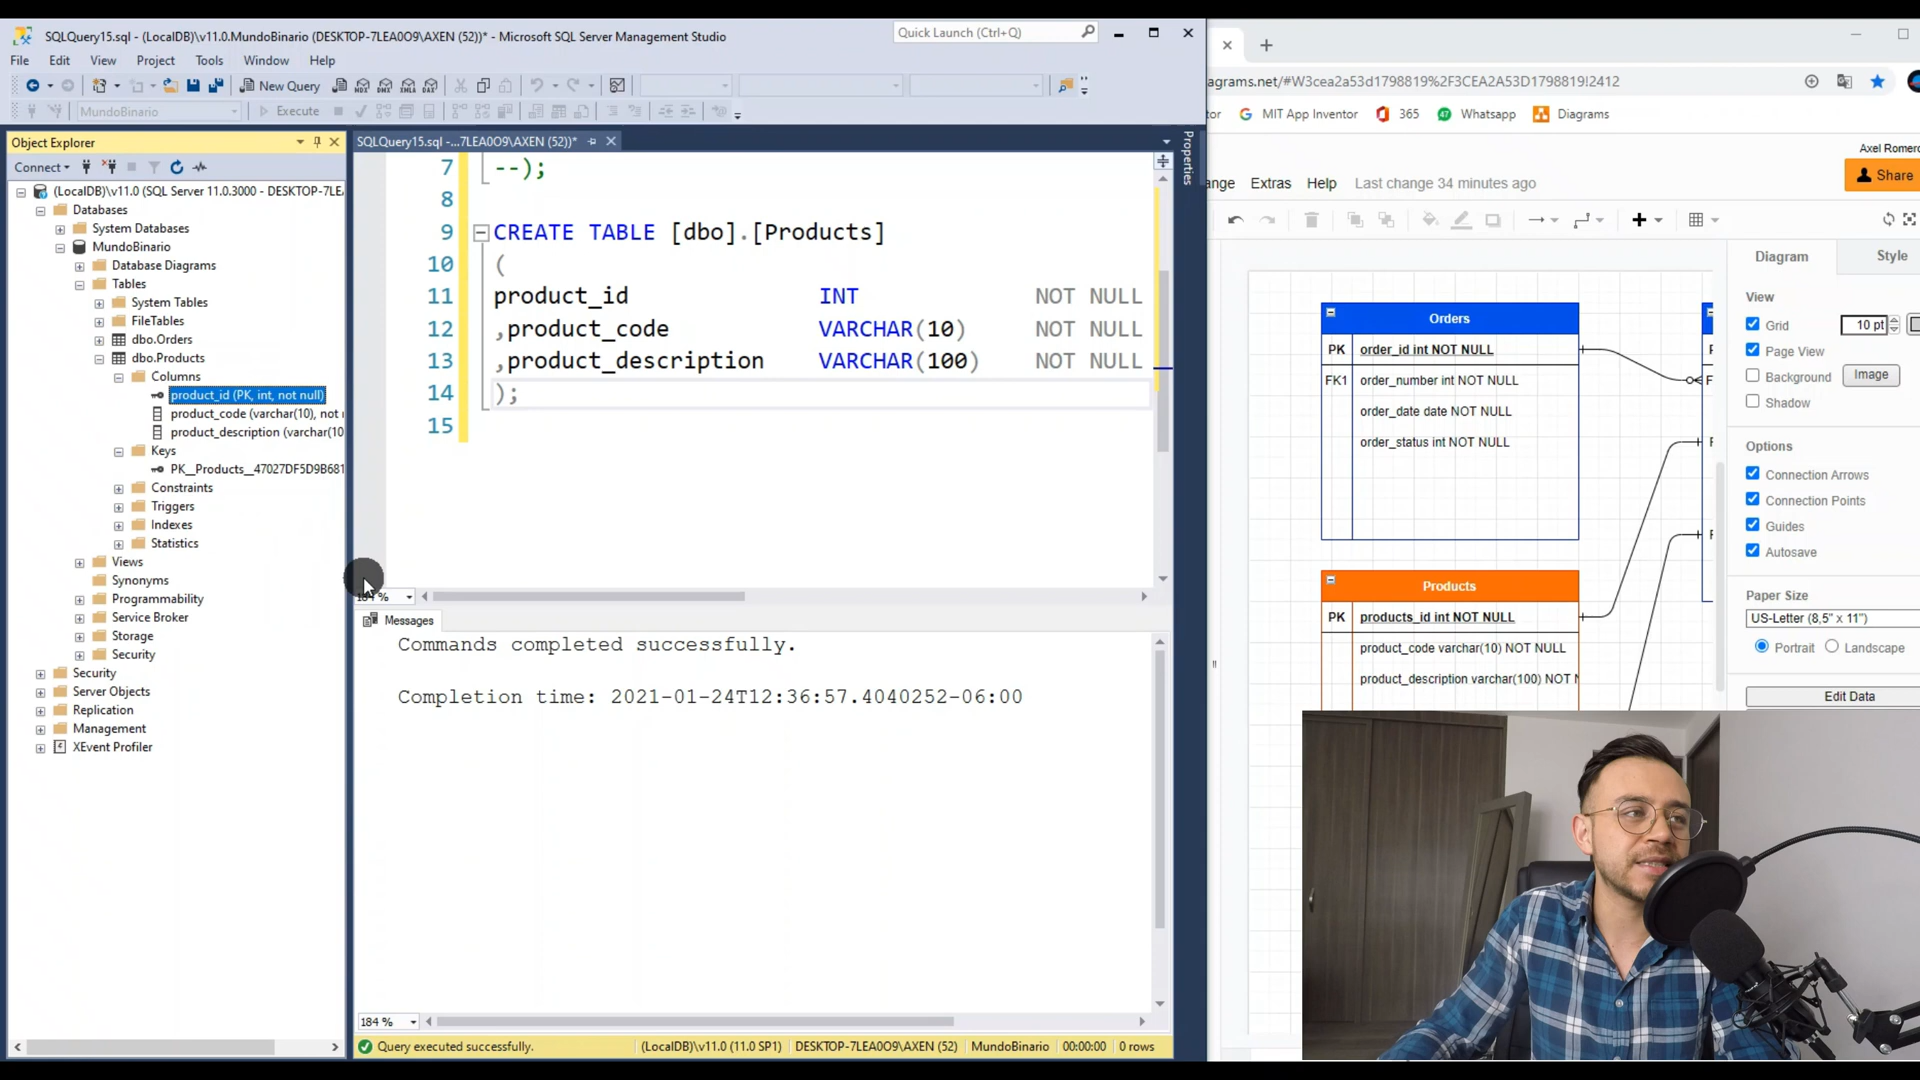 SQLQuery15.sql - (LocalDB)\v11.0.MundoBinario (DESKTOP-7LEA0O9\AXEN (52))* - Microsoft SQL Server Management Studio
Quick Launch (Ctrl+Q)
File Edit View Project Tools Window Help
New Query
MundoBinario
Execute
Object Explorer
Connect
(LocalDB)\v11.0 (SQL Server 11.0.3000 - DESKTOP-7LEA
Databases
System Databases
MundoBinario
Database Diagrams
Tables
System Tables
FileTables
dbo.Orders
dbo.Products
Columns
product_id (PK, int, not null)
product_code (varchar(10), not
product_description (varchar(10
Keys
PK__Products__47027DF5D9B681
Constraints
Triggers
Indexes
Statistics
Views
Synonyms
Programmability
Service Broker
Storage
Security
Security
Server Objects
Replication
Management
XEvent Profiler
SQLQuery15.sql -...7LEA0O9\AXEN (52))*
Properties
7 --);
8
9 CREATE TABLE [dbo].[Products]
10 (
11 product_id INT NOT NULL
12 ,product_code VARCHAR(10) NOT NULL
13 ,product_description VARCHAR(100) NOT NULL
14 );
15
184 %
Messages
Commands completed successfully.
Completion time: 2021-01-24T12:36:57.4040252-06:00
184 %
Query executed successfully. (LocalDB)\v11.0 (11.0 SP1) DESKTOP-7LEA0O9\AXEN (52) MundoBinario 00:00:00 0 rows
agrams.net/#W3cea2a53d1798819%2F3CEA2A53D1798819!2412
tor MIT App Inventor 365 Whatsapp Diagrams
Axel Romero
Share
ange Extras Help Last change 34 minutes ago
Orders
PK order_id int NOT NULL
FK1 order_number int NOT NULL
order_date date NOT NULL
order_status int NOT NULL
Products
PK products_id int NOT NULL
product_code varchar(10) NOT NULL
product_description varchar(100) NOT
Diagram Style
View
Grid 10 pt
Page View
Background Image
Shadow
Options
Connection Arrows
Connection Points
Guides
Autosave
Paper Size
US-Letter (8,5" x 11")
Portrait Landscape
Edit Data